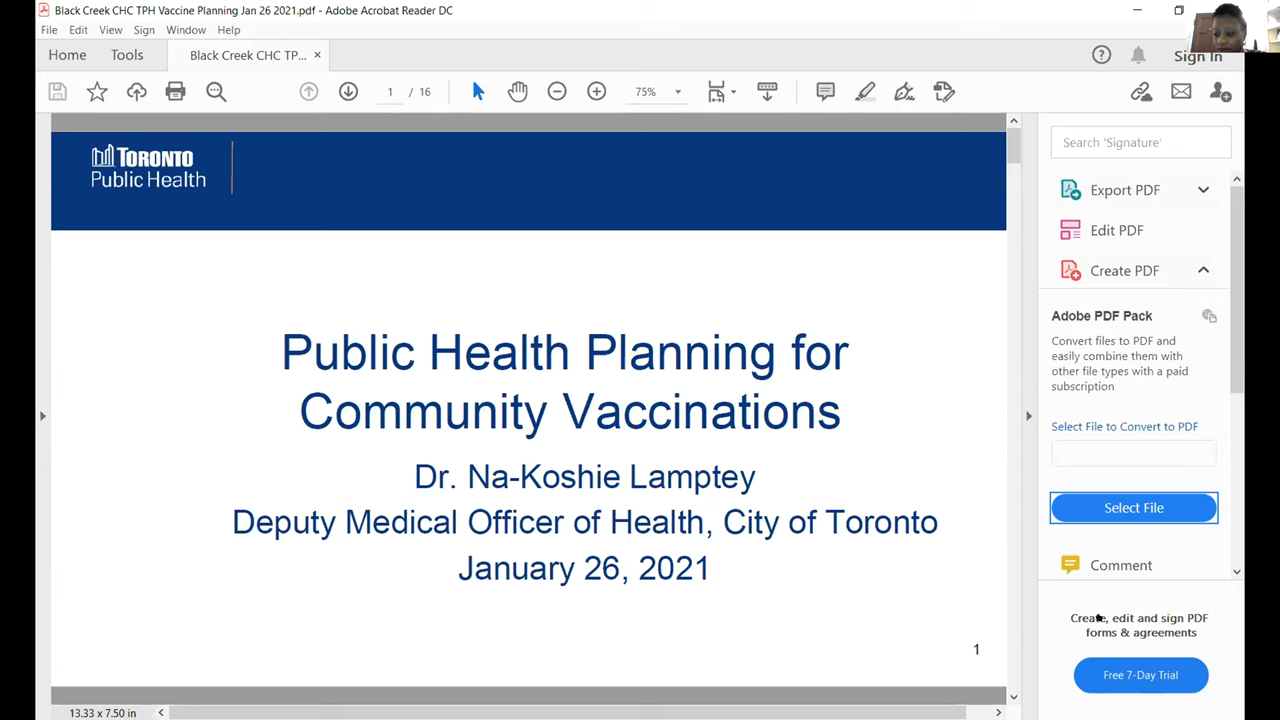 Black Creek CHC TPH Vaccine Planning Jan 26 2021.pdf - Adobe Acrobat Reader DC
File Edit View Sign Window Help
Home Tools Black Creek CHC TP... ×
Sign In
1 / 16
75%
TORONTO
Public Health
Public Health Planning for
Community Vaccinations
Dr. Na-Koshie Lamptey
Deputy Medical Officer of Health, City of Toronto
January 26, 2021
1
13.33 x 7.50 in
Search 'Signature'
Export PDF
Edit PDF
Create PDF
Adobe PDF Pack
Convert files to PDF and
easily combine them with
other file types with a paid
subscription
Select File to Convert to PDF
Select File
Comment
Create, edit and sign PDF
forms & agreements
Free 7-Day Trial